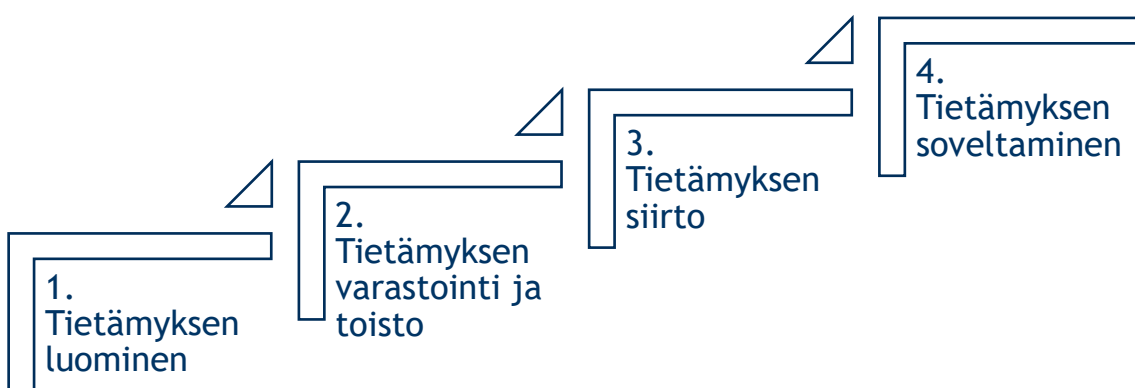 1.
Tietämyksen
luominen
2.
Tietämyksen
varastointi ja
toisto
3.
Tietämyksen
siirto
4.
Tietämyksen
soveltaminen